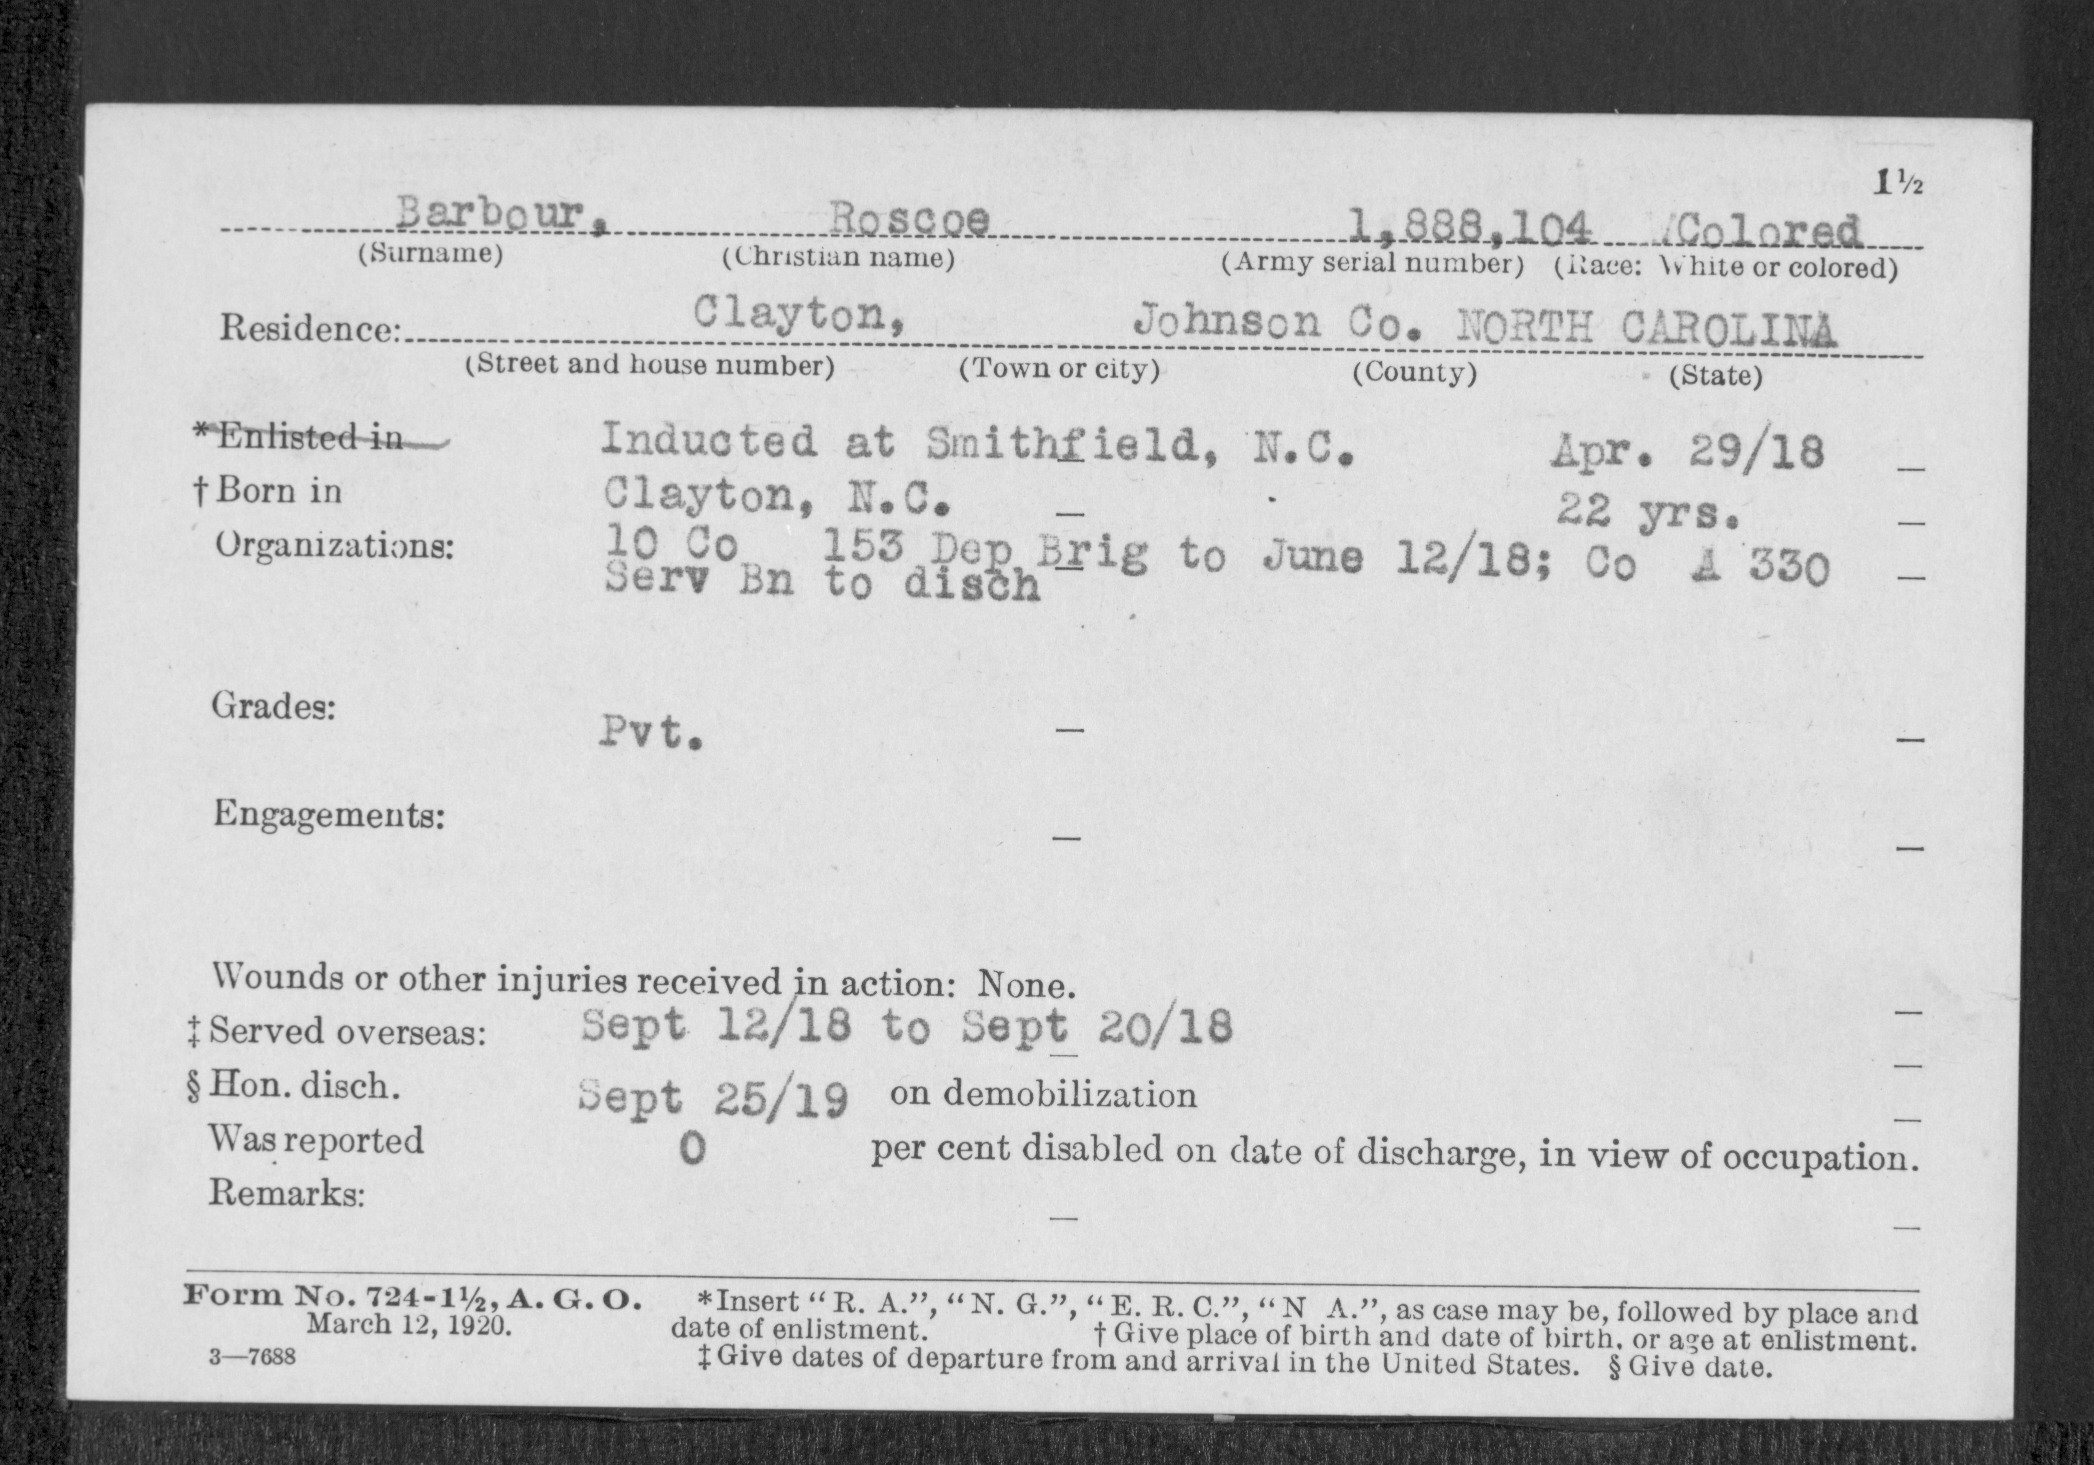 1½
Barbour, Roscoe 1,888,104 Colored
(Surname) (Christian name) (Army serial number) (Race: White or colored)
Residence: Clayton, Johnson Co. NORTH CAROLINA
(Street and house number) (Town or city) (County) (State)
*Enlisted in Inducted at Smithfield, N.C. Apr. 29/18
†Born in Clayton, N.C. 22 yrs.
Organizations: 10 Co 153 Dep Brig to June 12/18; Co A 330
Serv Bn to disch
Grades: Pvt.
Engagements:
Wounds or other injuries received in action: None.
‡Served overseas: Sept 12/18 to Sept 20/18
§Hon. disch. Sept 25/19 on demobilization
Was reported 0 per cent disabled on date of discharge, in view of occupation.
Remarks:
Form No. 724-1½, A. G. O. *Insert "R. A.", "N. G.", "E. R. C.", "N A.", as case may be, followed by place and
March 12, 1920. date of enlistment. †Give place of birth and date of birth, or age at enlistment.
3—7688 ‡Give dates of departure from and arrival in the United States. §Give date.